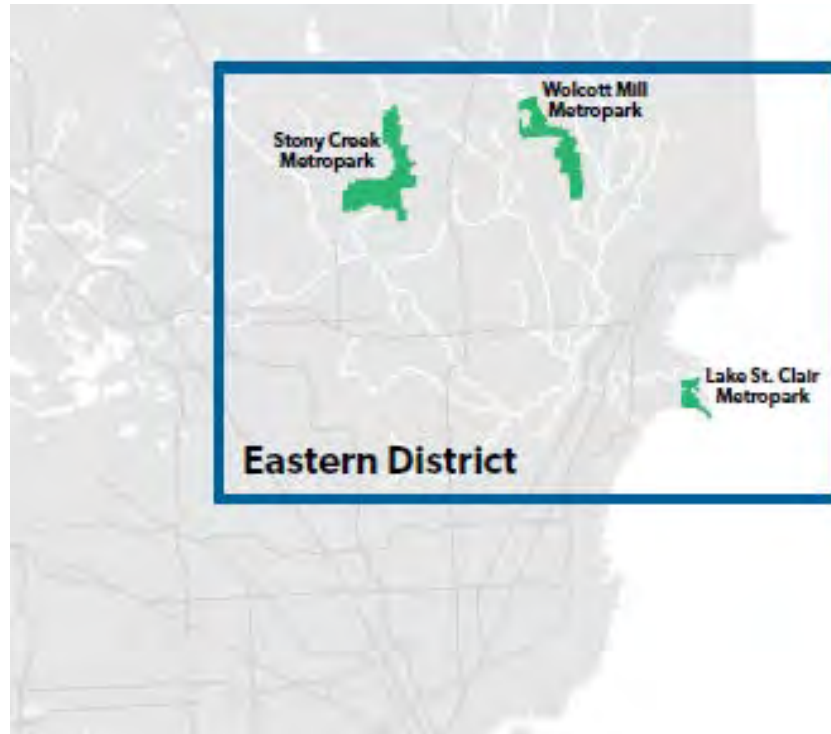 Wolcott Mill
Metropark
Stony Creek
Metropark
Lake St. Clair
Metropark
Eastern District